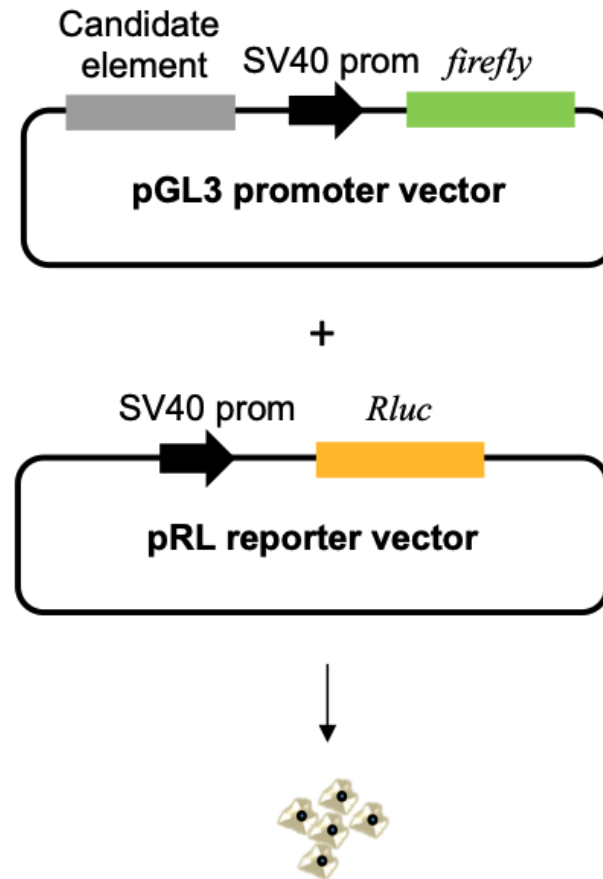 Candidate
element
SV40 prom
firefly
pGL3 promoter vector
+
SV40 prom
Rluc
pRL reporter vector